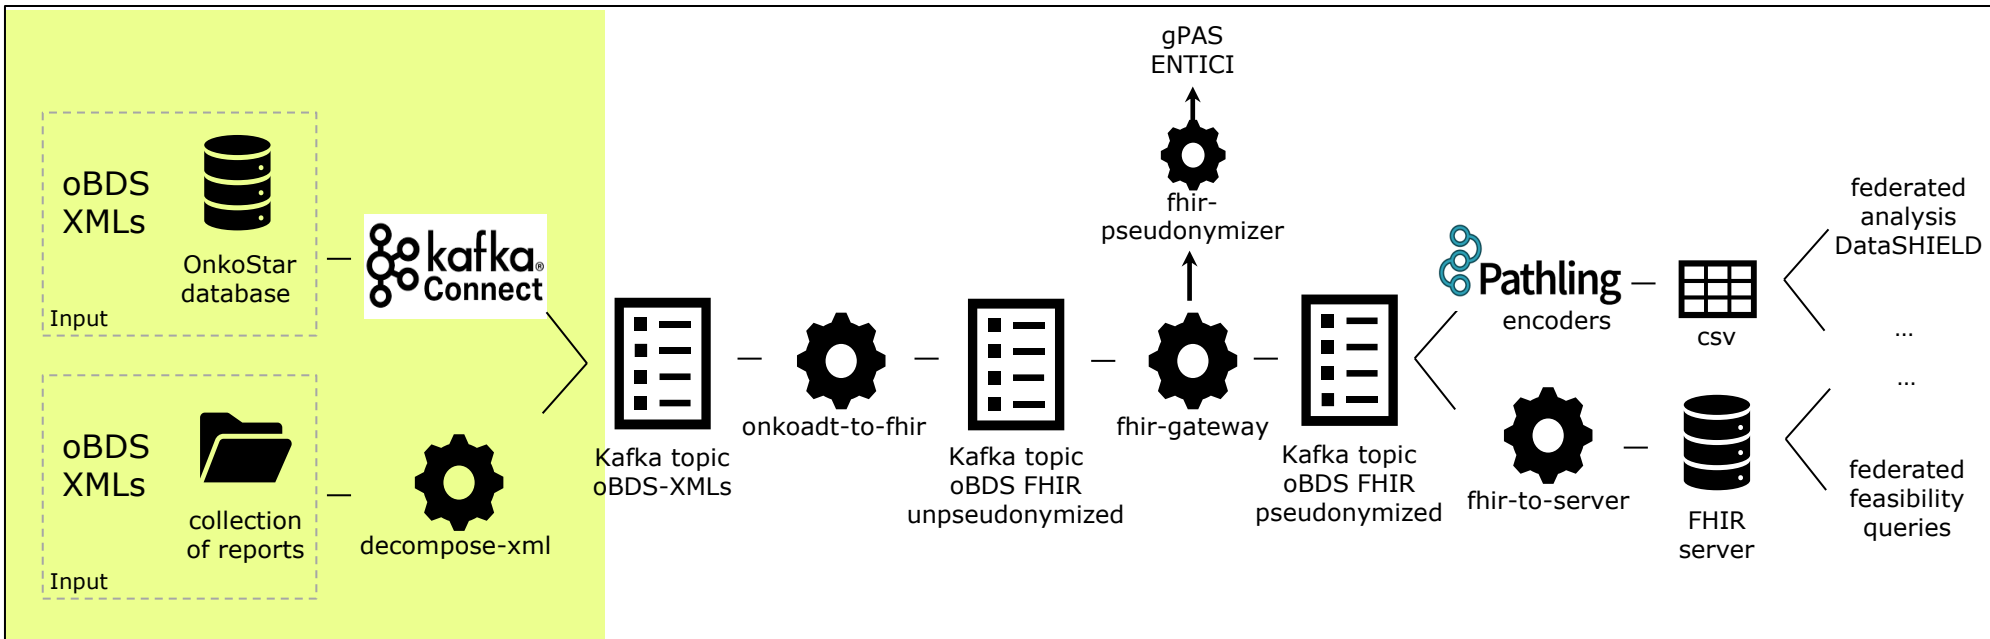 oBDS
XMLs
OnkoStar
database
Input
oBDS
XMLs
collection
of reports
Input
kafka®
Connect
decompose-xml
Kafka topic
oBDS-XMLs
onkoadt-to-fhir
Kafka topic
oBDS FHIR
unpseudonymized
gPAS
ENTICI
fhir-
pseudonymizer
fhir-gateway
Kafka topic
oBDS FHIR
pseudonymized
Pathling
encoders
csv
fhir-to-server
FHIR
server
federated
analysis
DataSHIELD
...
...
federated
feasibility
queries